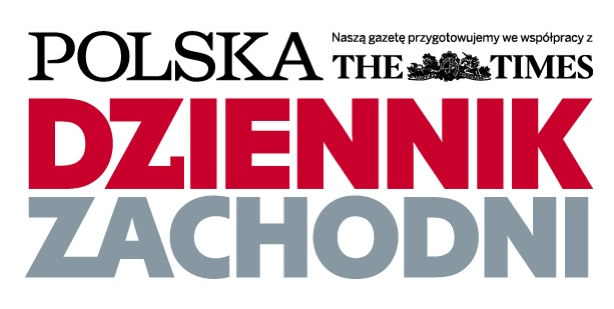 POLSKA
Naszą gazetę przygotowujemy we współpracy z
THE TIMES
DZIENNIK
ZACHODNI